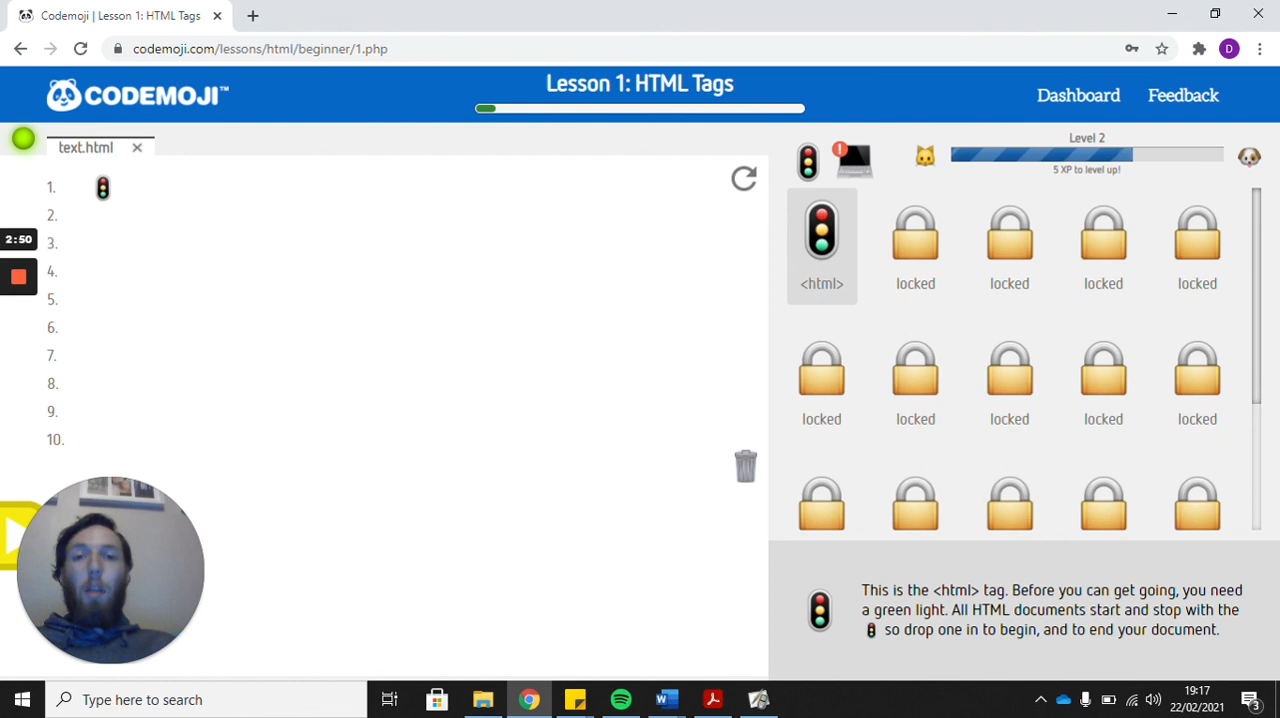 Codemoji | Lesson 1: HTML Tags
codemoji.com/lessons/html/beginner/1.php
D
CODEMOJI™
Lesson 1: HTML Tags
Dashboard
Feedback
text.html
Level 2
5 XP to level up!
1.
2.
3.
4.
5.
6.
7.
8.
9.
10.
2:50
<html>
locked
locked
locked
locked
locked
locked
locked
locked
locked
This is the <html> tag. Before you can get going, you need
a green light. All HTML documents start and stop with the
so drop one in to begin, and to end your document.
Type here to search
19:17
22/02/2021
3